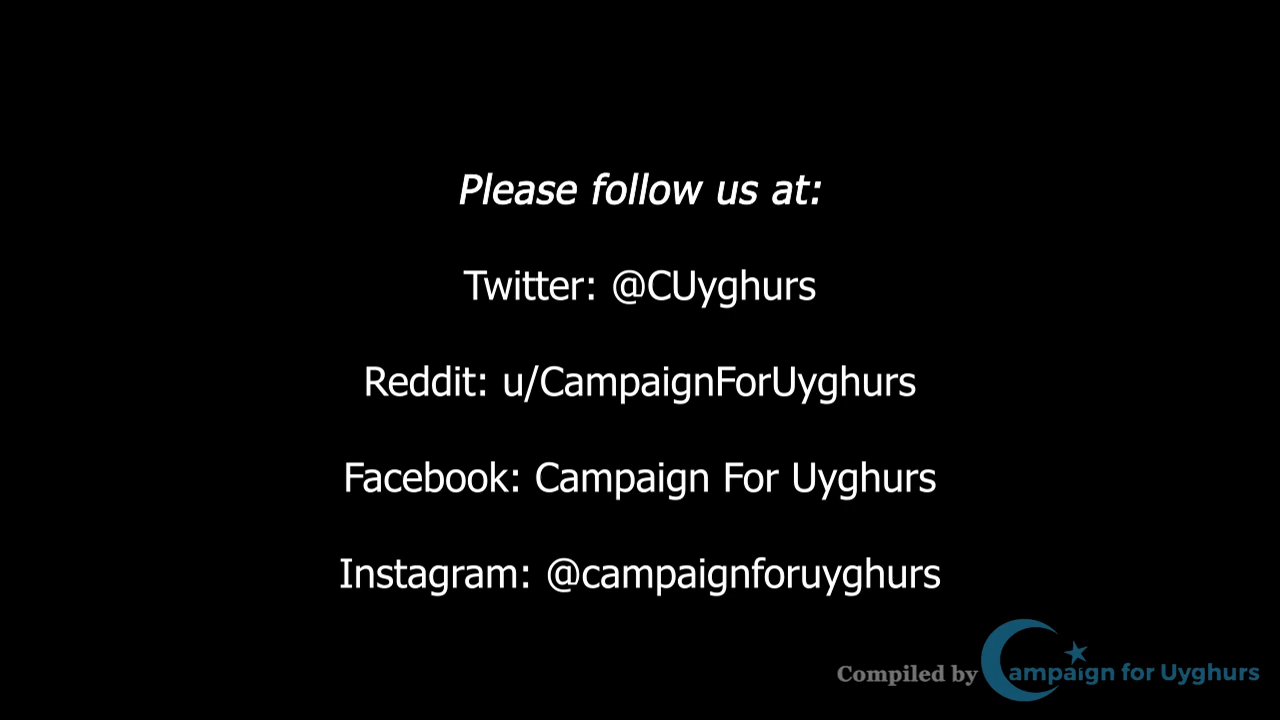 Please follow us at:
Twitter: @CUyghurs
Reddit: u/CampaignForUyghurs
Facebook: Campaign For Uyghurs
Instagram: @campaignforuyghurs
Compiled by Campaign for Uyghurs